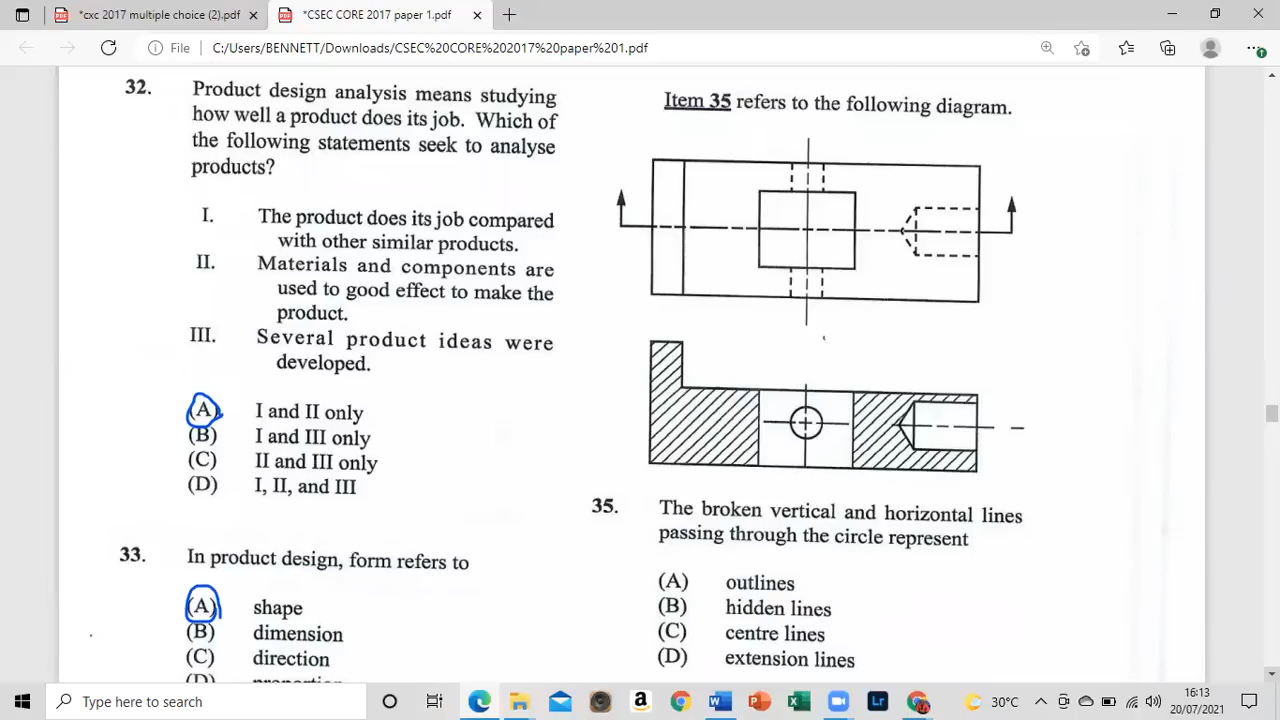 *cxc 2017 multiple choice (2).pdf
*CSEC CORE 2017 paper 1.pdf
File
C:/Users/BENNETT/Downloads/CSEC%20CORE%202017%20paper%201.pdf
32. Product design analysis means studying
how well a product does its job. Which of
the following statements seek to analyse
products?
I. The product does its job compared
with other similar products.
II. Materials and components are
used to good effect to make the
product.
III. Several product ideas were
developed.
(A) I and II only
(B) I and III only
(C) II and III only
(D) I, II, and III
33. In product design, form refers to
(A) shape
(B) dimension
(C) direction
(D) proportion
Item 35 refers to the following diagram.
35. The broken vertical and horizontal lines
passing through the circle represent
(A) outlines
(B) hidden lines
(C) centre lines
(D) extension lines
Type here to search
30°C
16:13
20/07/2021